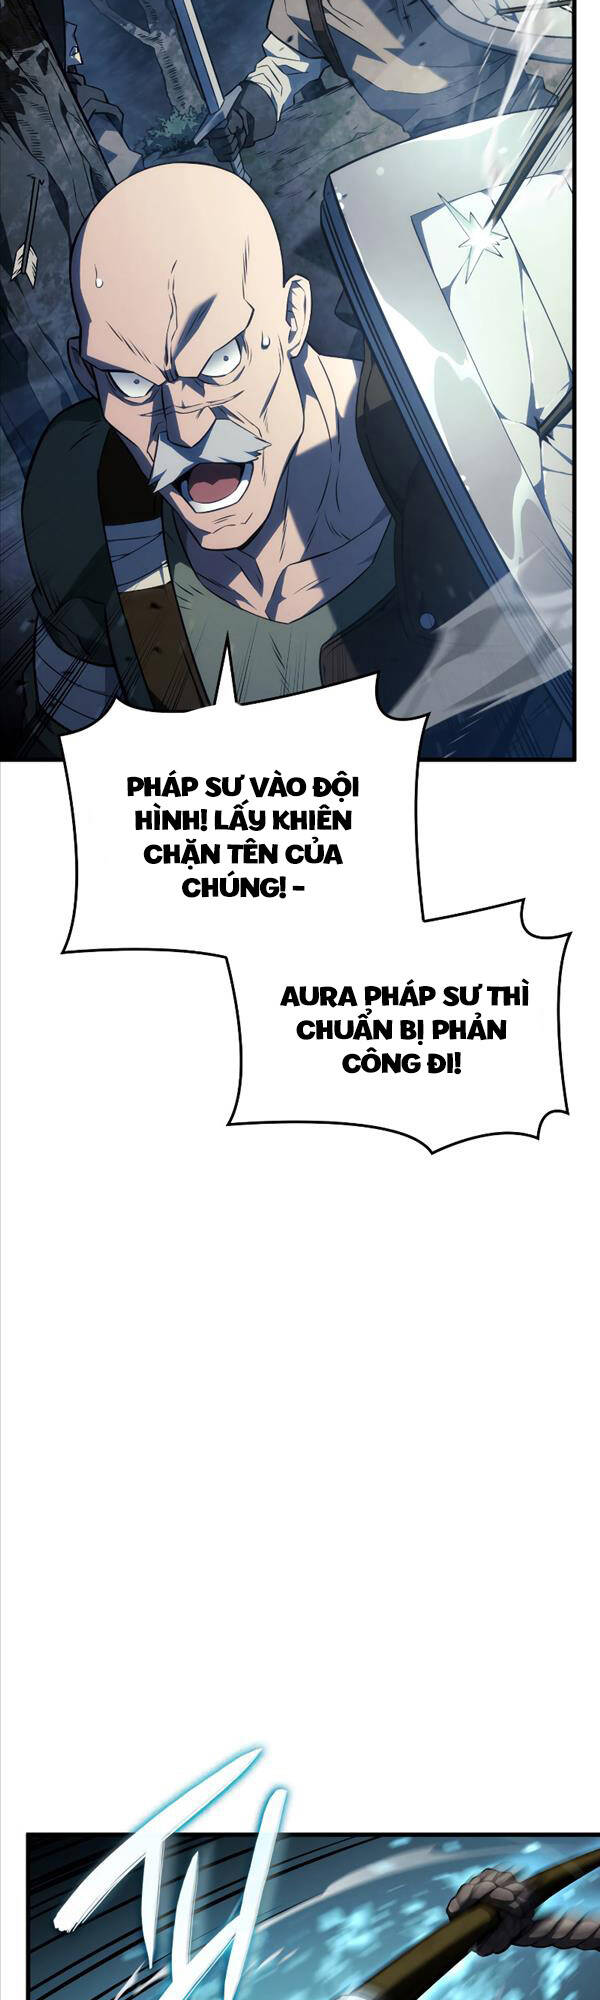 PHÁP SƯ VÀO ĐỘI
HÌNH! LẤY KHIÊN
CHẶN TÊN CỦA
CHÚNG! -
AURA PHÁP SƯ THÌ
CHUẨN BỊ PHẢN
CÔNG ĐI!